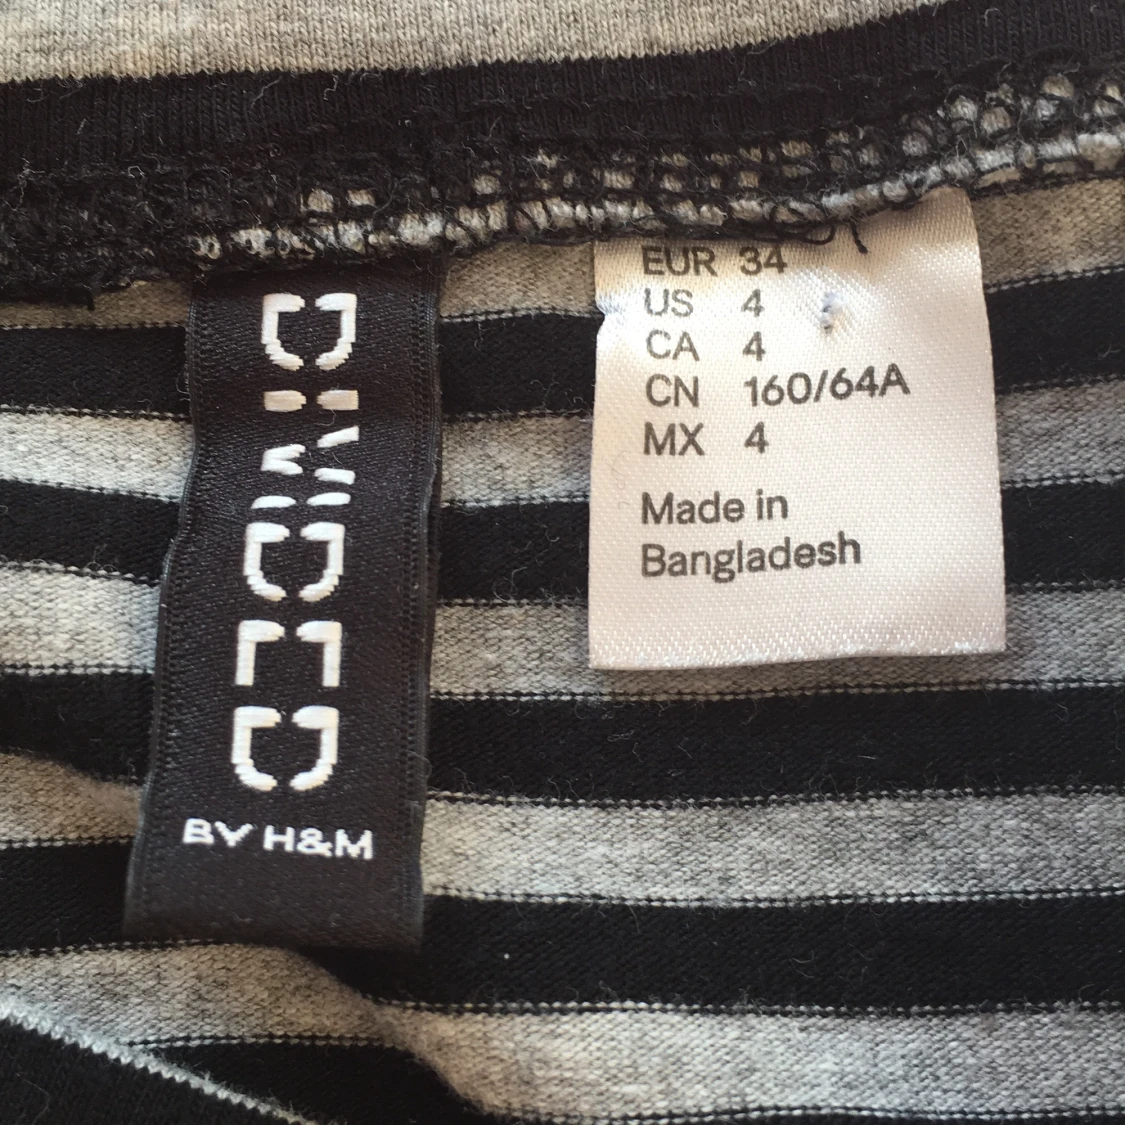 DIVIDED
BY H&M
EUR 34
US 4
CA 4
CN 160/64A
MX 4
Made in
Bangladesh